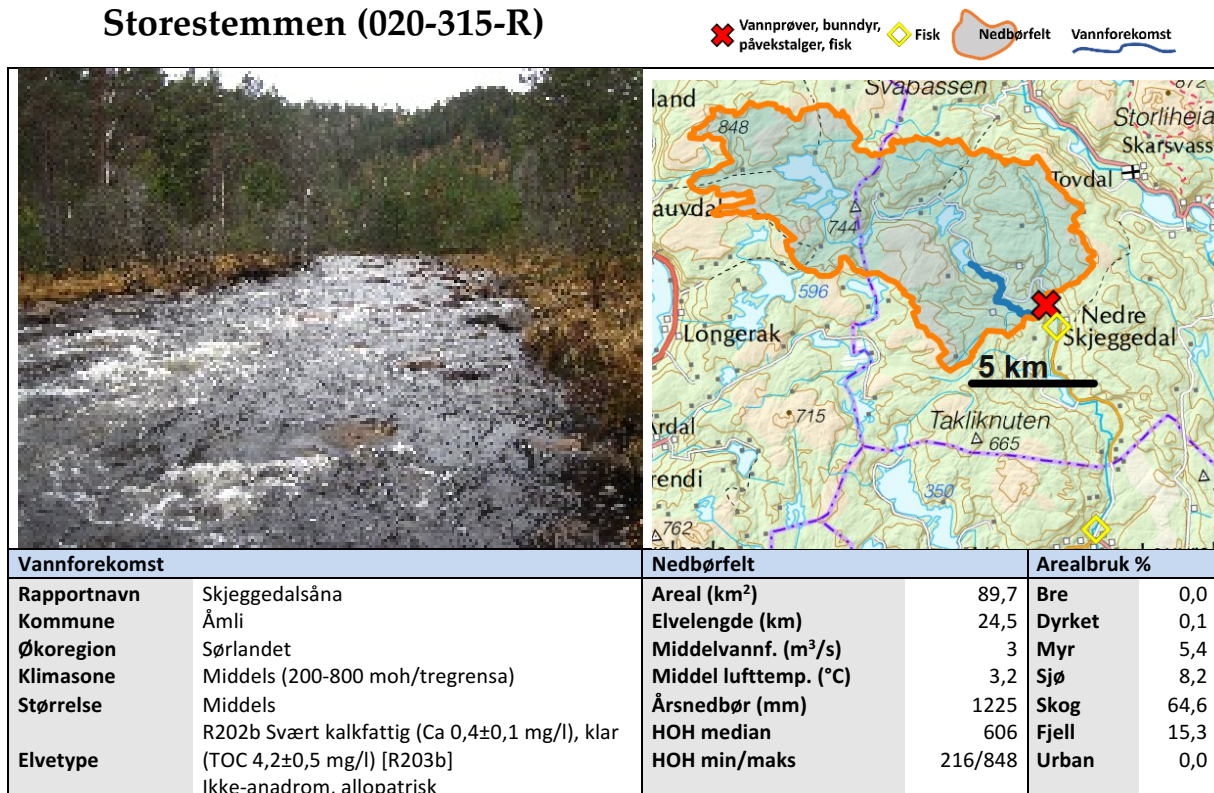 Storestemmen (020-315-R)
Vannprøver, bunndyr,
påvekstalger, fisk
Fisk
Nedbørfelt
Vannforekomst
Svabassen
872
land
848
Storliheia
Skarsvass
Tovdal
auvdal
744
596
Nedre
Skjeggedal
Longerak
5 km
715
Takliknuten
665
Ardal
rendi
350
762
Vannforekomst
Rapportnavn Skjeggedalsåna
Kommune Åmli
Økoregion Sørlandet
Klimasone Middels (200-800 moh/tregrensa)
Størrelse Middels
Elvetype R202b Svært kalkfattig (Ca 0,4±0,1 mg/l), klar
(TOC 4,2±0,5 mg/l) [R203b]
Ikke-anadrom, allopatrisk
Nedbørfelt
Areal (km²) 89,7
Elvelengde (km) 24,5
Middelvannf. (m³/s) 3
Middel lufttemp. (°C) 3,2
Årsnedbør (mm) 1225
HOH median 606
HOH min/maks 216/848
Arealbruk %
Bre 0,0
Dyrket 0,1
Myr 5,4
Sjø 8,2
Skog 64,6
Fjell 15,3
Urban 0,0